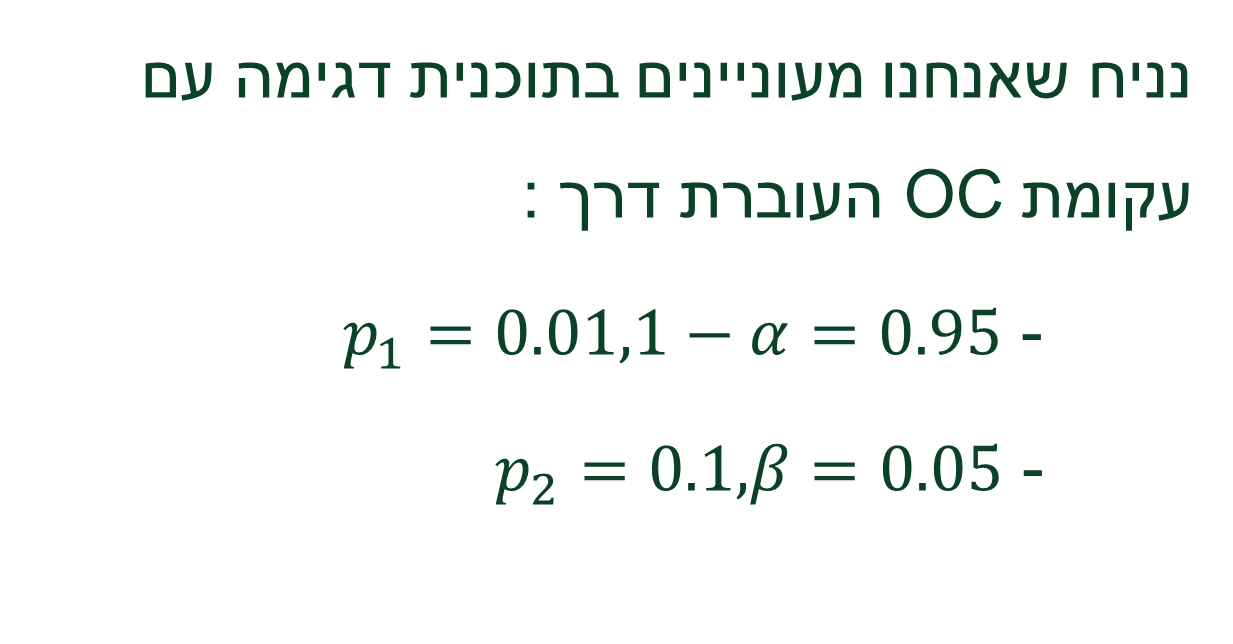 נניח שאנחנו מעוניינים בתוכנית דגימה עם
עקומת OC העוברת דרך :
- p₁ = 0.01,1 − α = 0.95
- p₂ = 0.1,β = 0.05